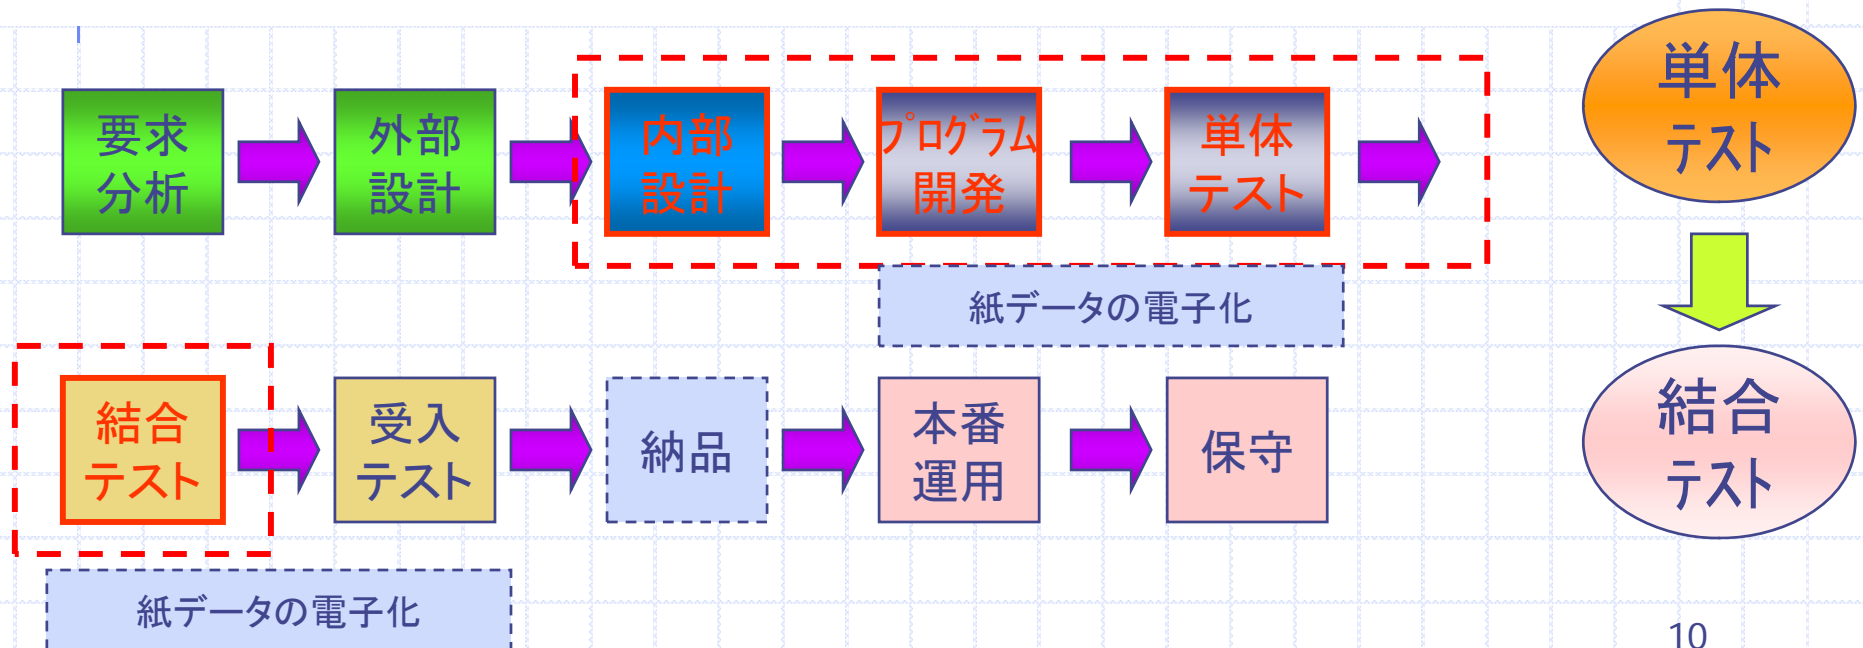 要求
分析
外部
設計
内部
設計
プログラム
開発
単体
テスト
紙データの電子化
結合
テスト
受入
テスト
納品
本番
運用
保守
紙データの電子化
単体
テスト
結合
テスト
10